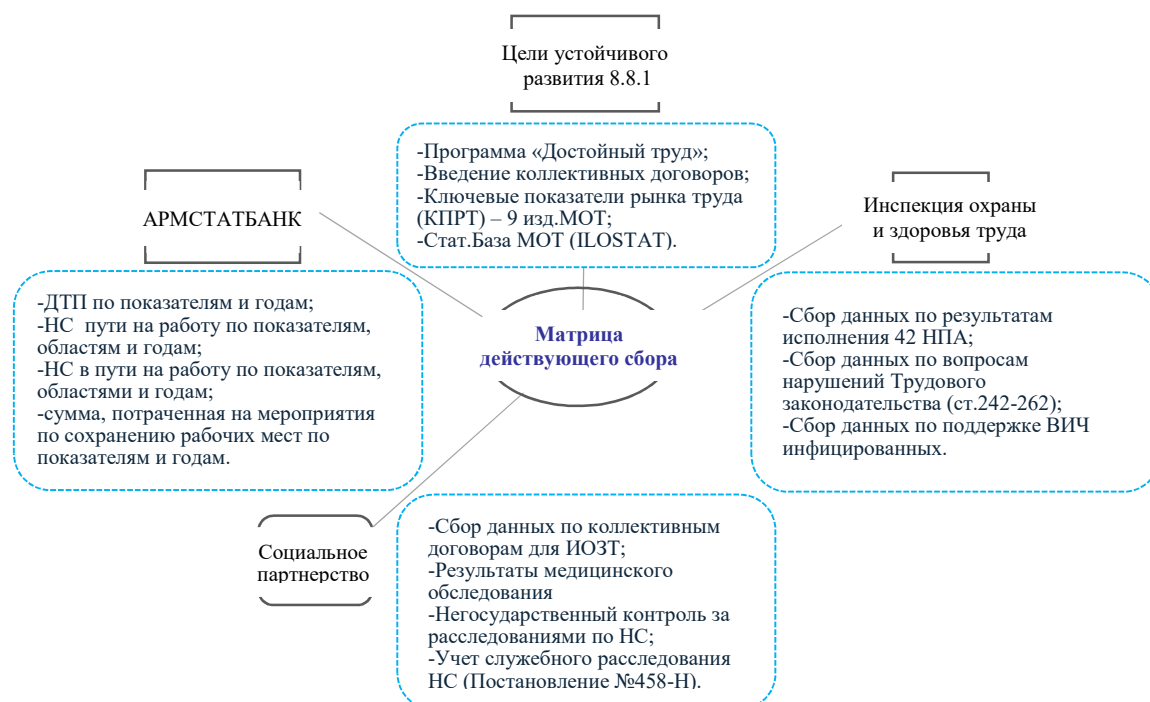 Цели устойчивого
развития 8.8.1
-Программа «Достойный труд»;
-Введение коллективных договоров;
-Ключевые показатели рынка труда
(КПРТ) – 9 изд.МОТ;
-Стат.База МОТ (ILOSTAT).
АРМСТАТБАНК
-ДТП по показателям и годам;
-НС  пути на работу по показателям,
областям и годам;
-НС в пути на работу по показателям,
областями и годам;
-сумма, потраченная на мероприятия
по сохранению рабочих мест по
показателям и годам.
Матрица
действующего сбора
Инспекция охраны
и здоровья труда
-Сбор данных по результатам
исполнения 42 НПА;
-Сбор данных по вопросам
нарушений Трудового
законодательства (ст.242-262);
-Сбор данных по поддержке ВИЧ
инфицированных.
Социальное
партнерство
-Сбор данных по коллективным
договорам для ИОЗТ;
-Результаты медицинского
обследования
-Негосударственный контроль за
расследованиями по НС;
-Учет служебного расследования
НС (Постановление №458-Н).